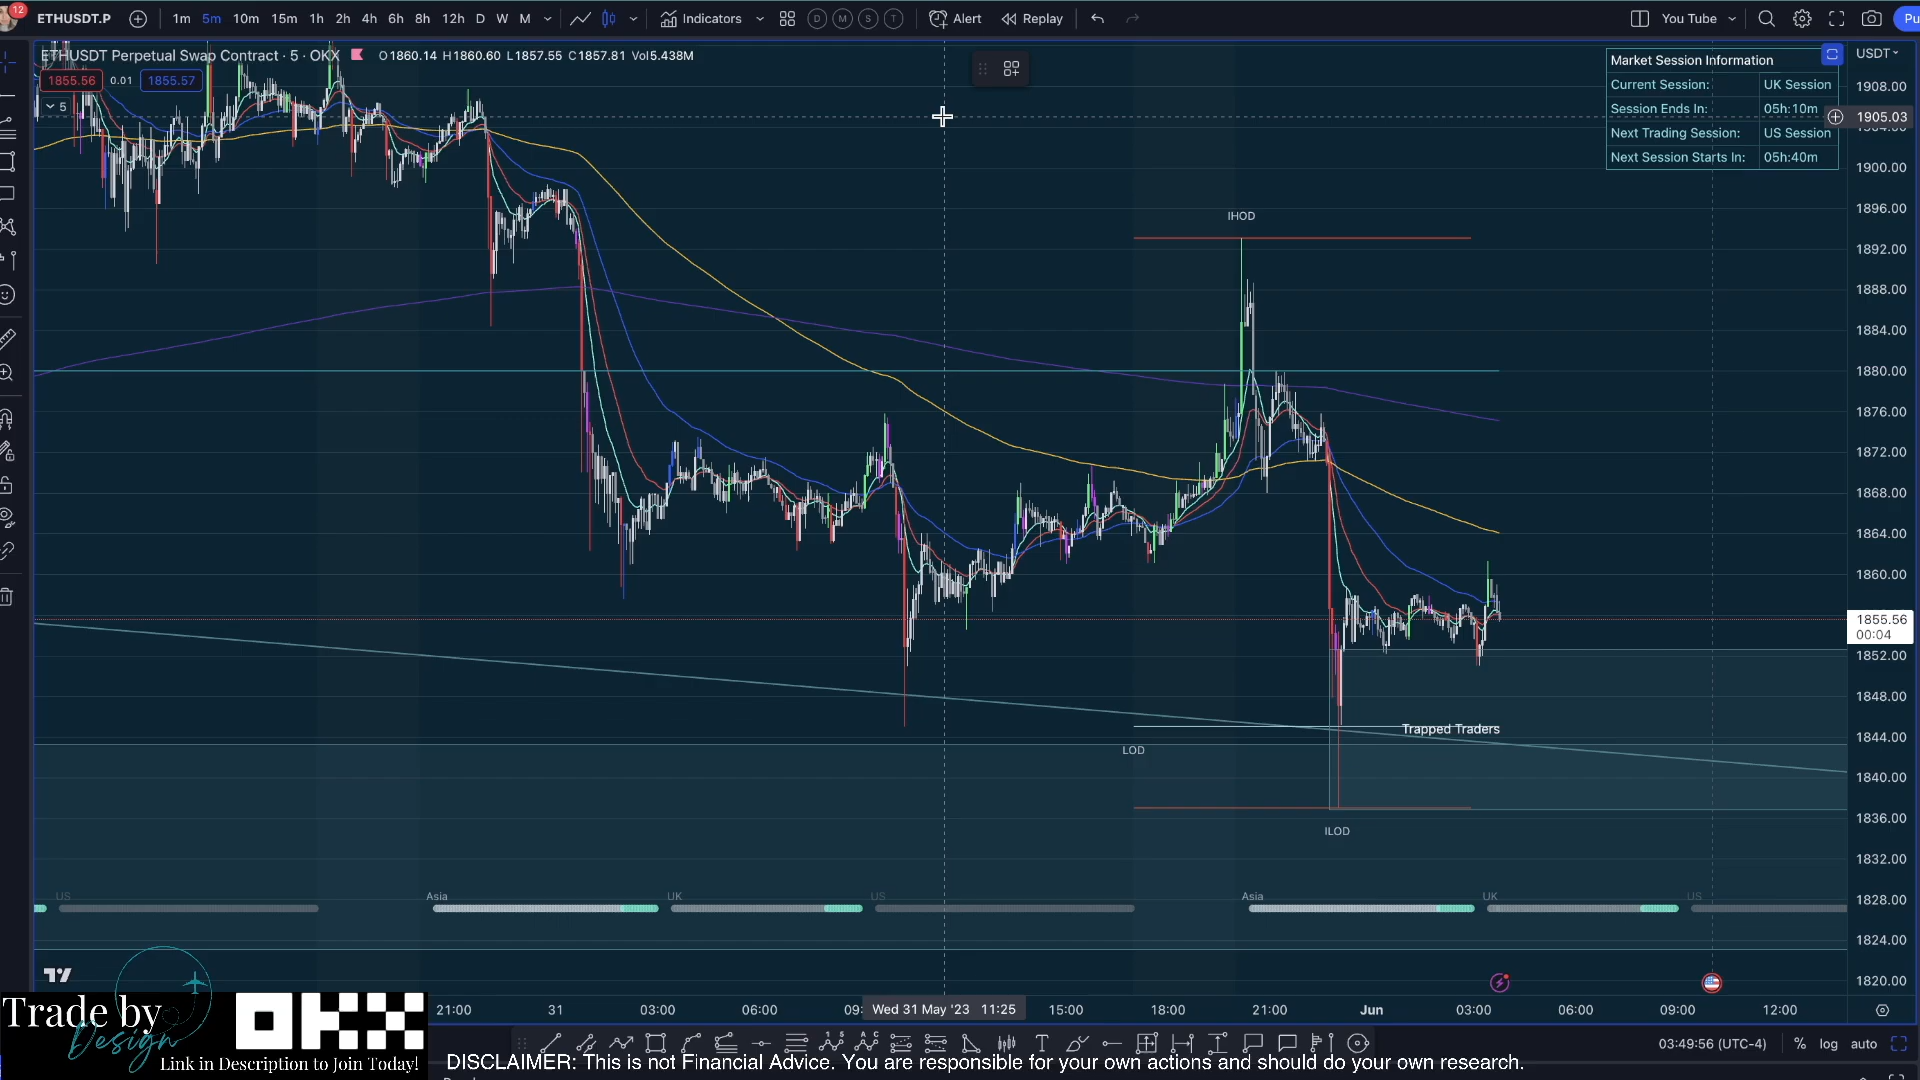 12
ETHUSDT.P
1m 5m 10m 15m 1h 2h 4h 6h 8h 12h D W M
Indicators
D M S T
Alert
Replay
You Tube
Pu
ETHUSDT Perpetual Swap Contract · 5 · OKX O1860.14 H1860.60 L1857.55 C1857.81 Vol5.438M
1855.56 0.01 1855.57
5
Market Session Information
Current Session: UK Session
Session Ends In: 05h:10m
Next Trading Session: US Session
Next Session Starts In: 05h:40m
USDT
1908.00
1905.03
1904.00
1900.00
1896.00
1892.00
1888.00
1884.00
1880.00
1876.00
1872.00
1868.00
1864.00
1860.00
1855.56
00:04
1852.00
1848.00
1844.00
1840.00
1836.00
1832.00
1828.00
1824.00
1820.00
IHOD
Trapped Traders
LOD
ILOD
US Asia UK US Asia UK US
21:00 31 03:00 06:00 09: Wed 31 May '23 11:25 15:00 18:00 21:00 Jun 03:00 06:00 09:00 12:00
03:49:56 (UTC-4) % log auto
Trade by
Design
OKX
Link in Description to Join Today!
DISCLAIMER: This is not Financial Advice. You are responsible for your own actions and should do your own research.